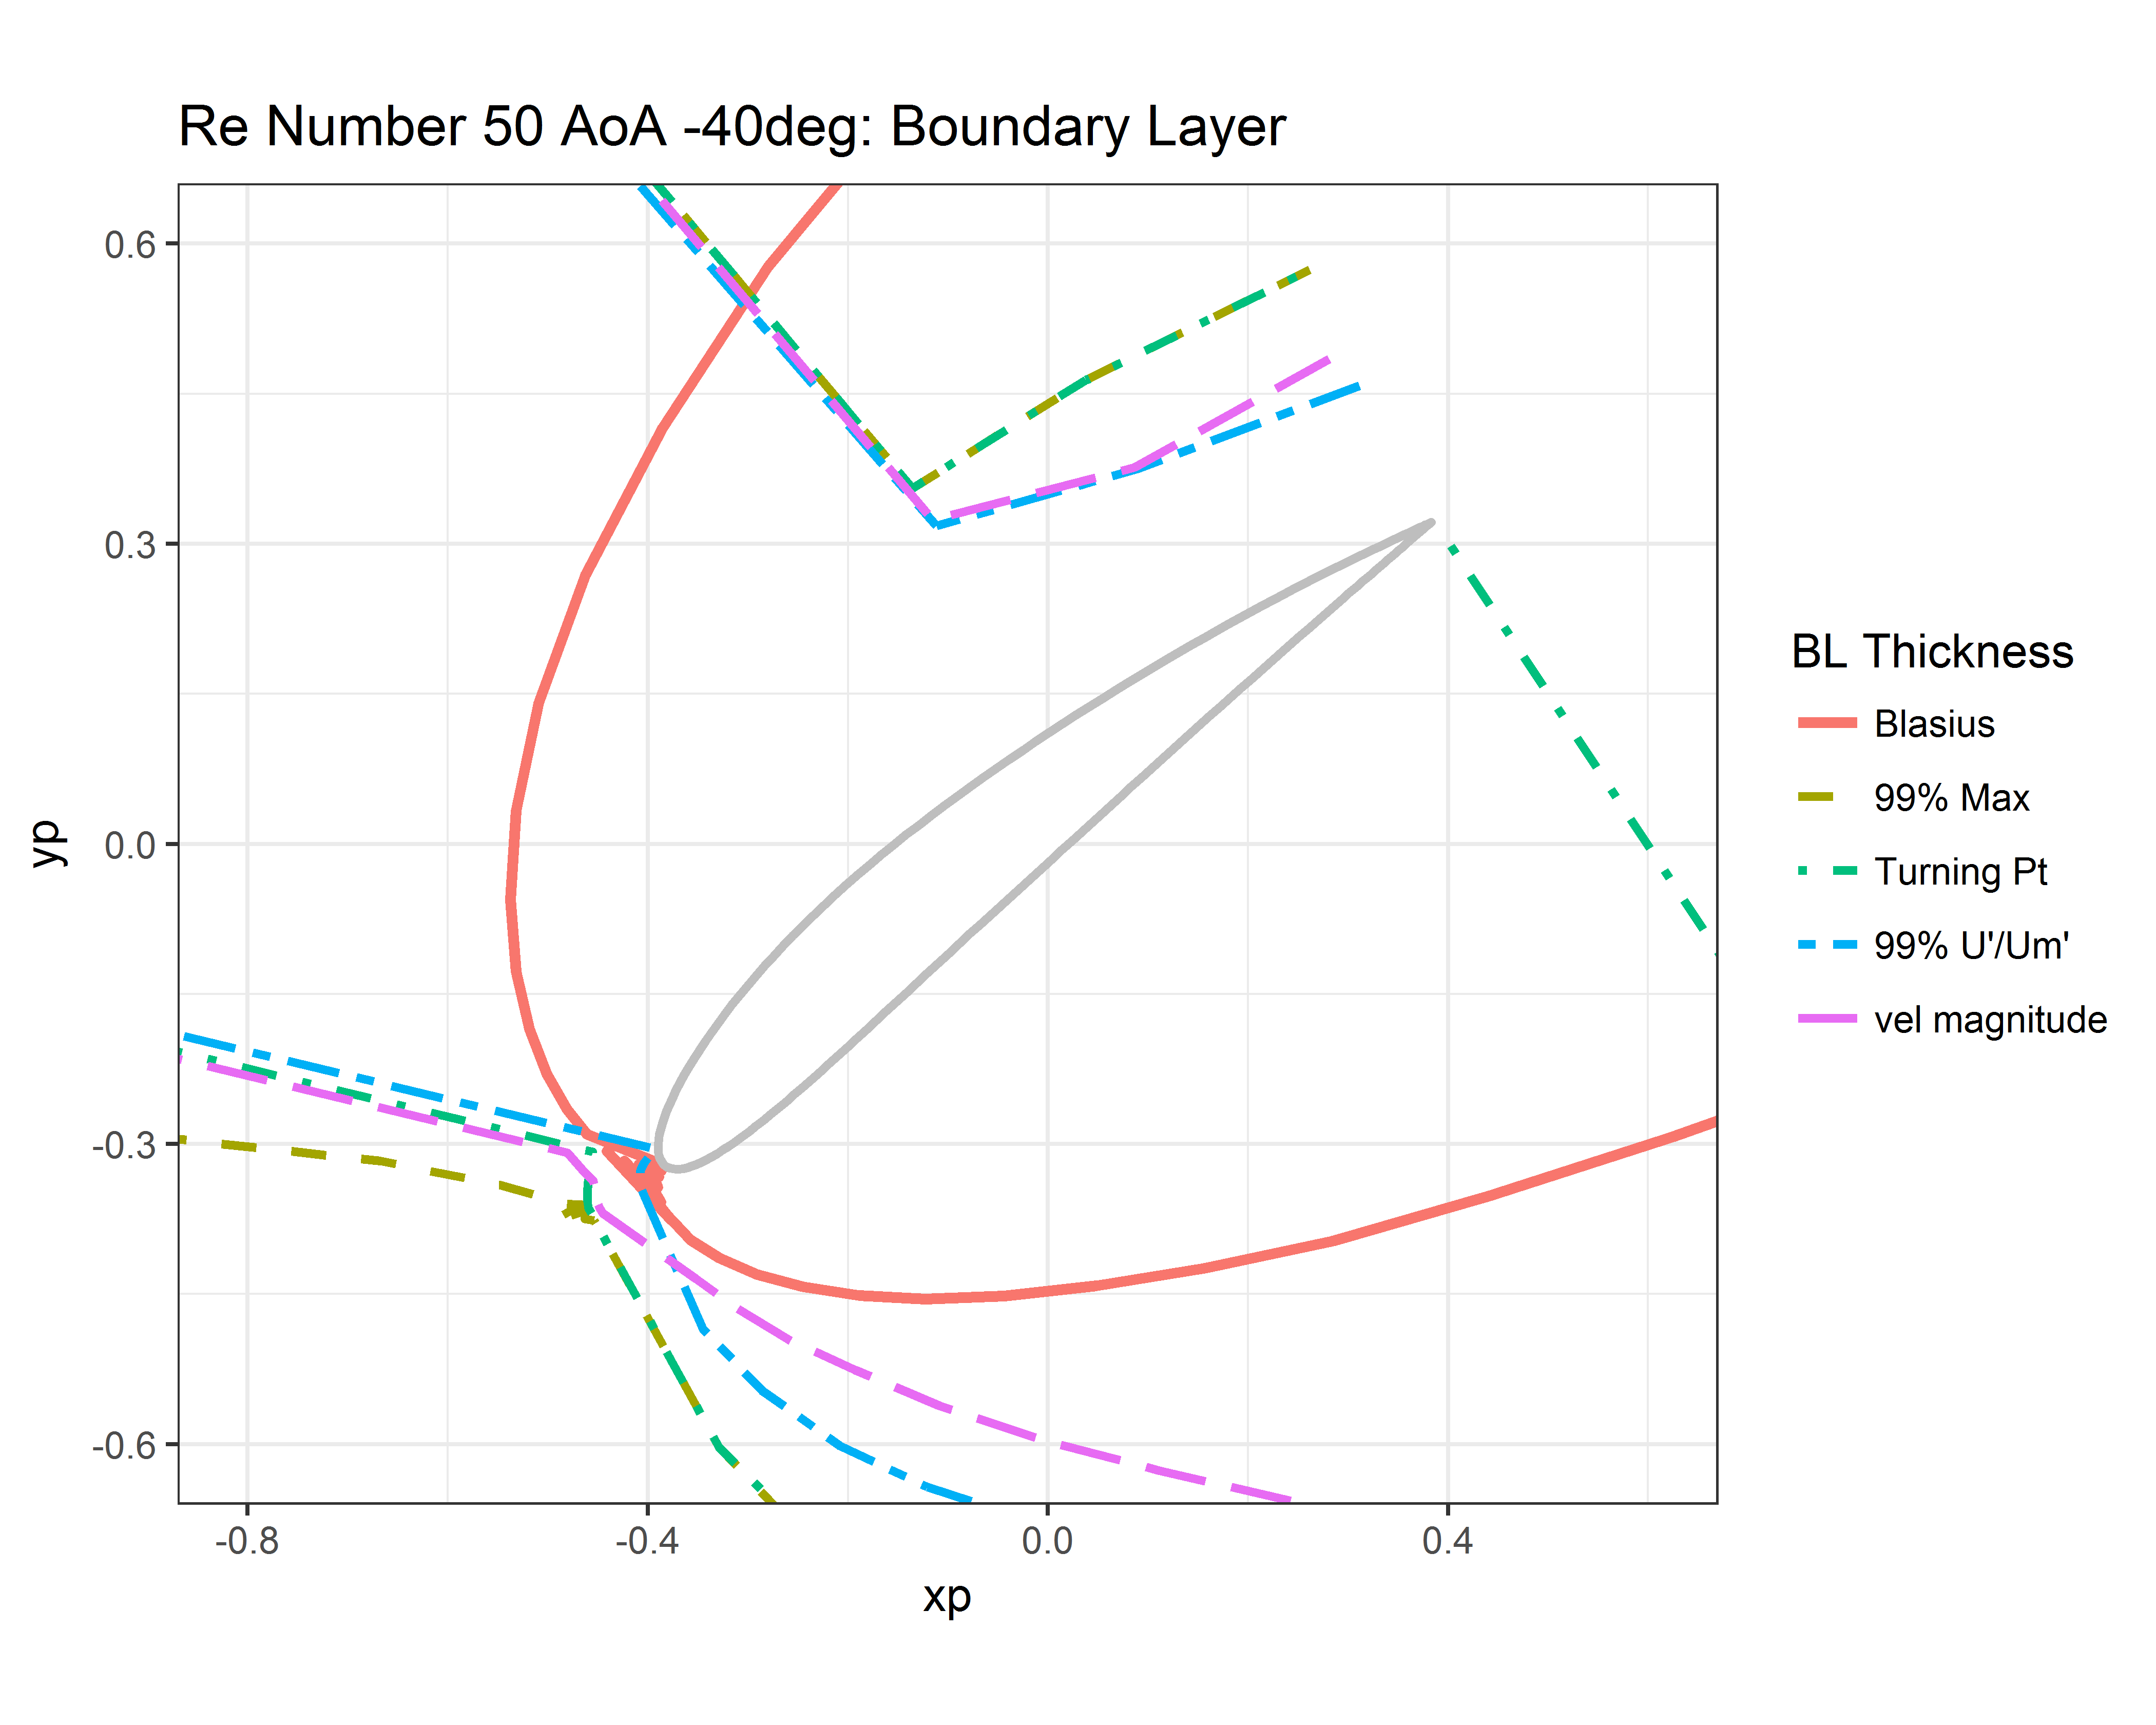 Re Number 50 AoA -40deg: Boundary Layer
0.6
0.3
0.0
-0.3
-0.6
yp
-0.8
-0.4
0.0
0.4
xp
BL Thickness
Blasius
99% Max
Turning Pt
99% U'/Um'
vel magnitude